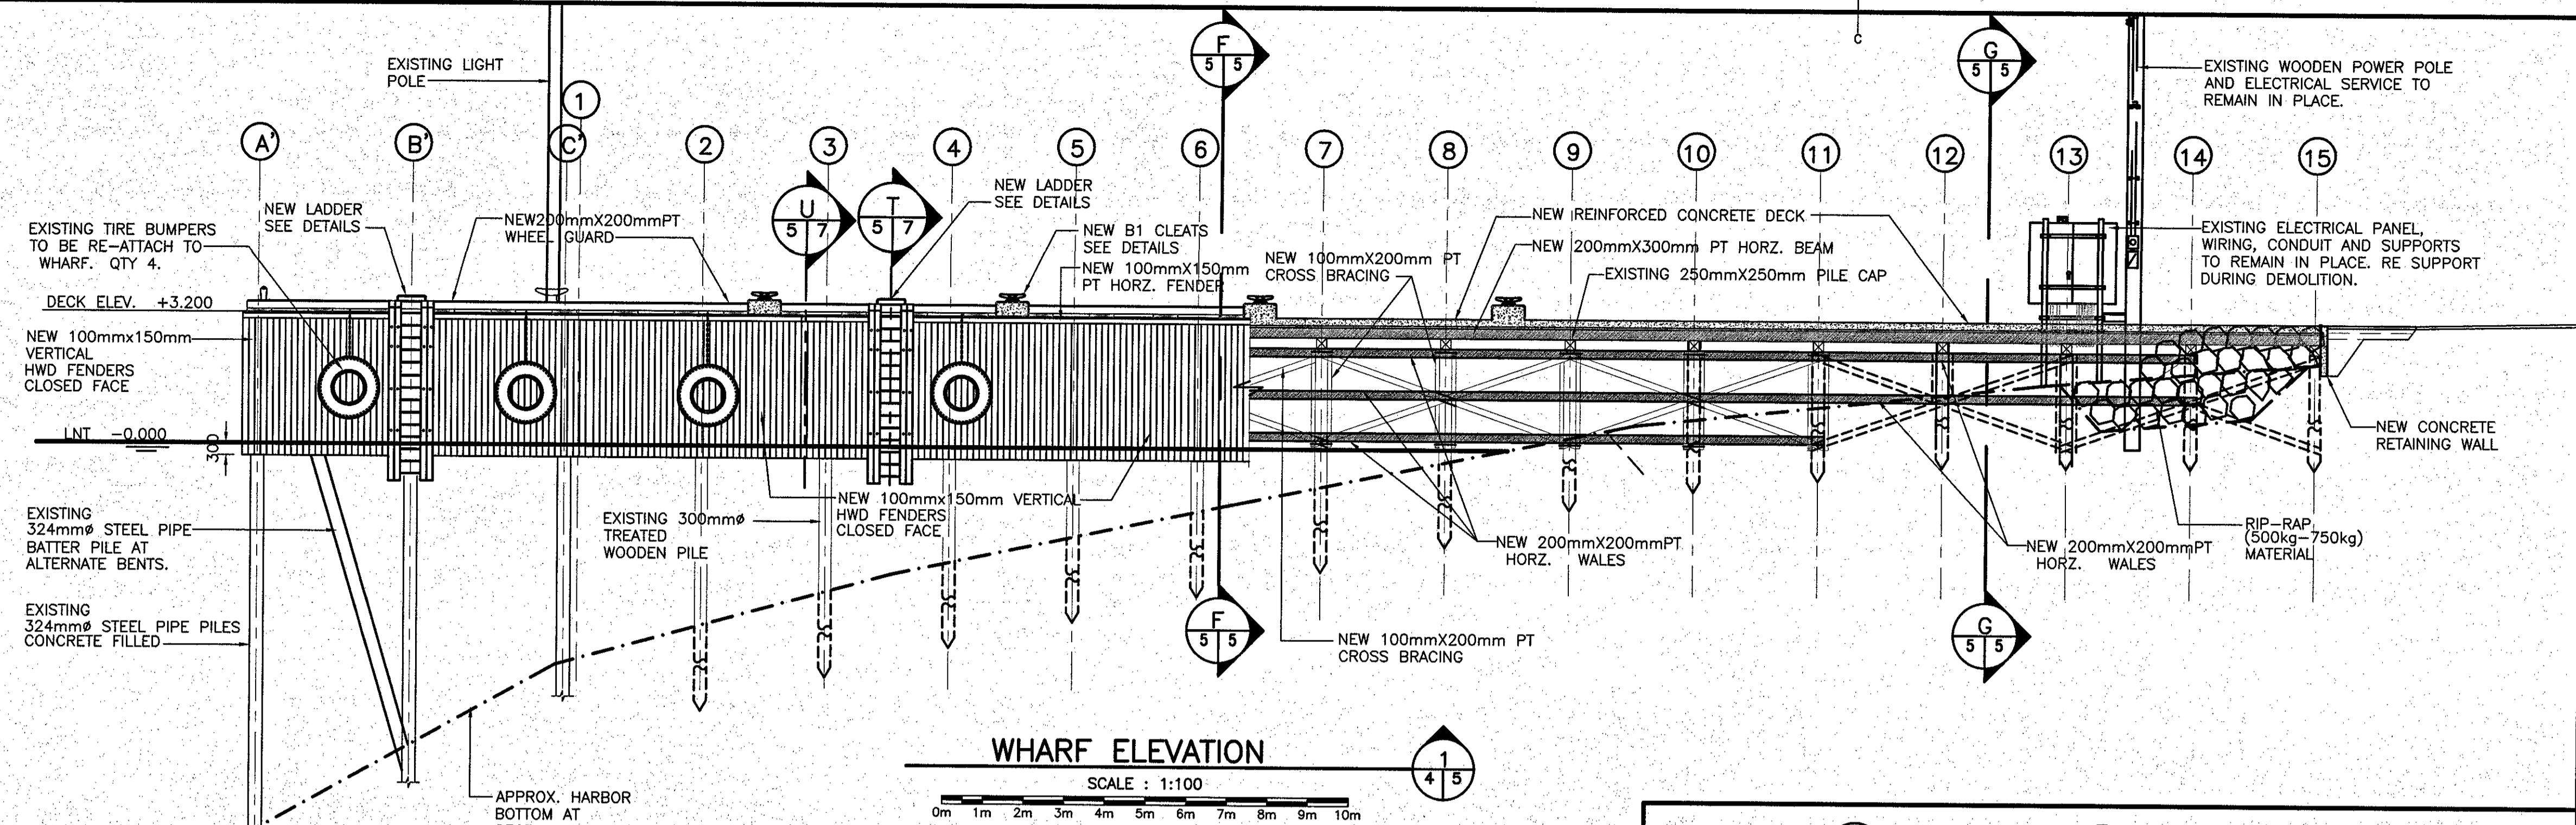 C
F
5 5
G
5 5
EXISTING LIGHT
POLE
EXISTING WOODEN POWER POLE
AND ELECTRICAL SERVICE TO
REMAIN IN PLACE.
1
A'
B'
C'
2
3
4
5
6
7
8
9
10
11
12
13
14
15
EXISTING TIRE BUMPERS
TO BE RE-ATTACH TO
WHARF. QTY 4.
NEW LADDER
SEE DETAILS
NEW200mmX200mmPT
WHEEL GUARD
U
5 7
T
5 7
NEW LADDER
SEE DETAILS
NEW B1 CLEATS
SEE DETAILS
NEW 100mmX150mm
PT HORZ. FENDER
NEW 100mmX200mm PT
CROSS BRACING
NEW REINFORCED CONCRETE DECK
NEW 200mmX300mm PT HORZ. BEAM
EXISTING 250mmX250mm PILE CAP
EXISTING ELECTRICAL PANEL,
WIRING, CONDUIT AND SUPPORTS
TO REMAIN IN PLACE. RE SUPPORT
DURING DEMOLITION.
DECK ELEV. +3.200
NEW 100mmx150mm
VERTICAL
HWD FENDERS
CLOSED FACE
LNT -0.000
300
EXISTING
324mmø STEEL PIPE
BATTER PILE AT
ALTERNATE BENTS.
EXISTING
324mmø STEEL PIPE PILES
CONCRETE FILLED
EXISTING 300mmø
TREATED
WOODEN PILE
NEW 100mmx150mm VERTICAL
HWD FENDERS
CLOSED FACE
NEW 200mmX200mmPT
HORZ. WALES
NEW 200mmX200mmPT
HORZ. WALES
RIP-RAP
(500kg-750kg)
MATERIAL
NEW CONCRETE
RETAINING WALL
F
5 5
G
5 5
NEW 100mmX200mm PT
CROSS BRACING
APPROX. HARBOR
BOTTOM AT
WHARF ELEVATION
1
4 5
SCALE : 1:100
0m 1m 2m 3m 4m 5m 6m 7m 8m 9m 10m